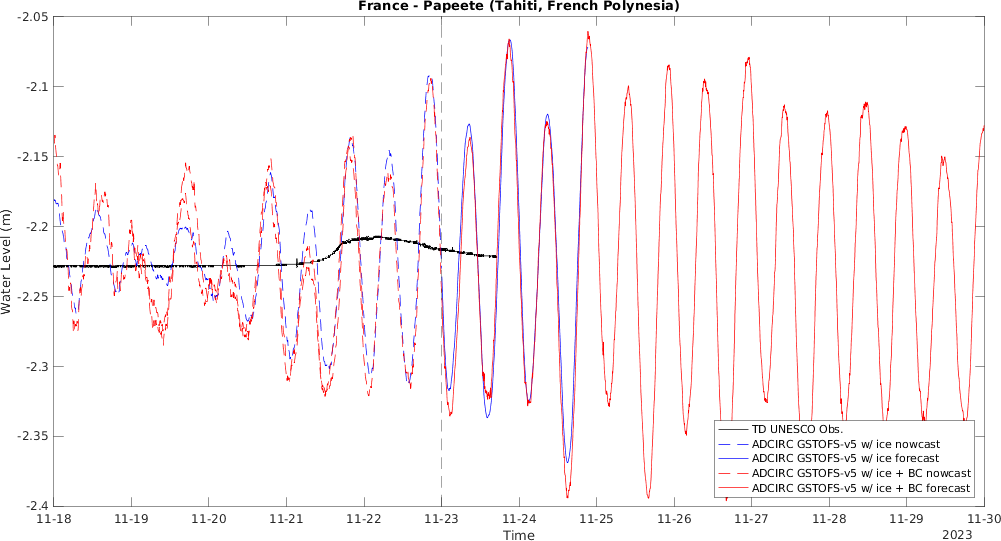 France - Papeete (Tahiti, French Polynesia)
-2.05
-2.1
-2.15
-2.2
-2.25
-2.3
-2.35
-2.4
Water Level (m)
TD UNESCO Obs.
ADCIRC GSTOFS-v5 w/ ice nowcast
ADCIRC GSTOFS-v5 w/ ice forecast
ADCIRC GSTOFS-v5 w/ ice + BC nowcast
ADCIRC GSTOFS-v5 w/ ice + BC forecast
11-18 11-19 11-20 11-21 11-22 11-23 11-24 11-25 11-26 11-27 11-28 11-29 11-30
Time
2023